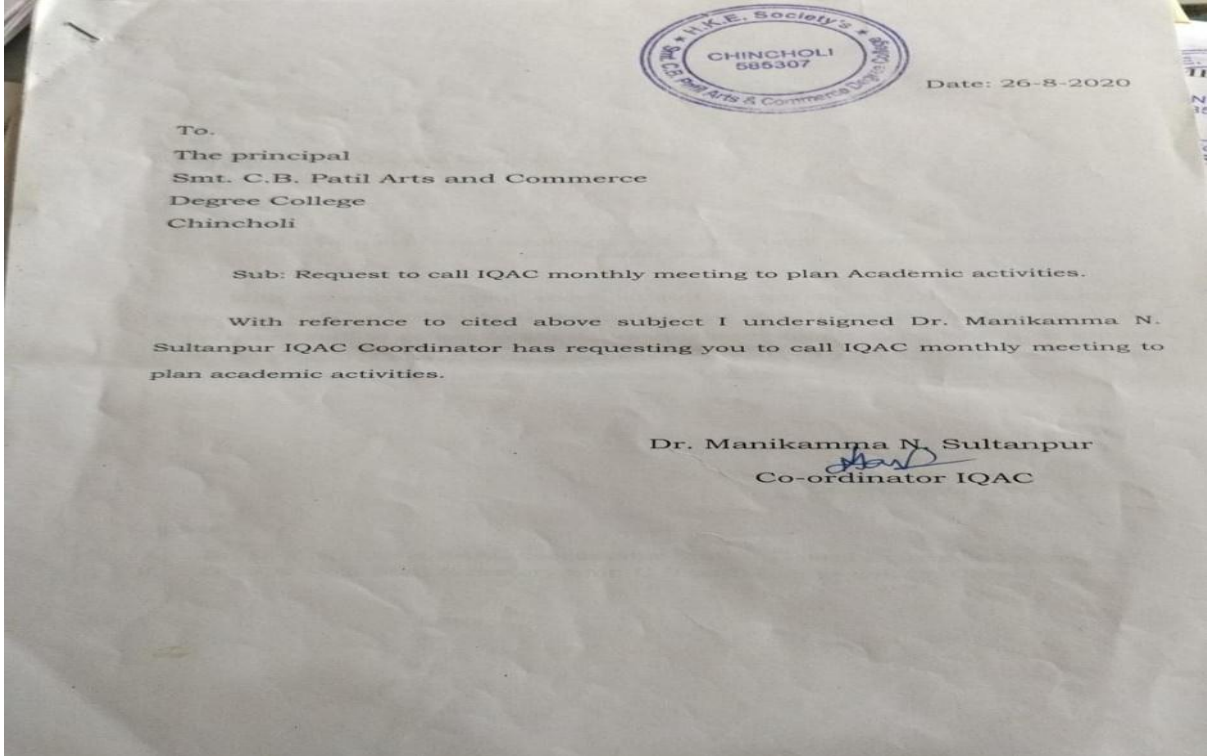 ★ H.K.E. Society's ★
CHINCHOLI
585307
Smt C.B. Patil Arts & Commerce Degree College
Date: 26-8-2020
To.
The principal
Smt. C.B. Patil Arts and Commerce
Degree College
Chincholi
Sub: Request to call IQAC monthly meeting to plan Academic activities.
With reference to cited above subject I undersigned Dr. Manikamma N.
Sultanpur IQAC Coordinator has requesting you to call IQAC monthly meeting to
plan academic activities.
Dr. Manikamma N. Sultanpur
Co-ordinator IQAC